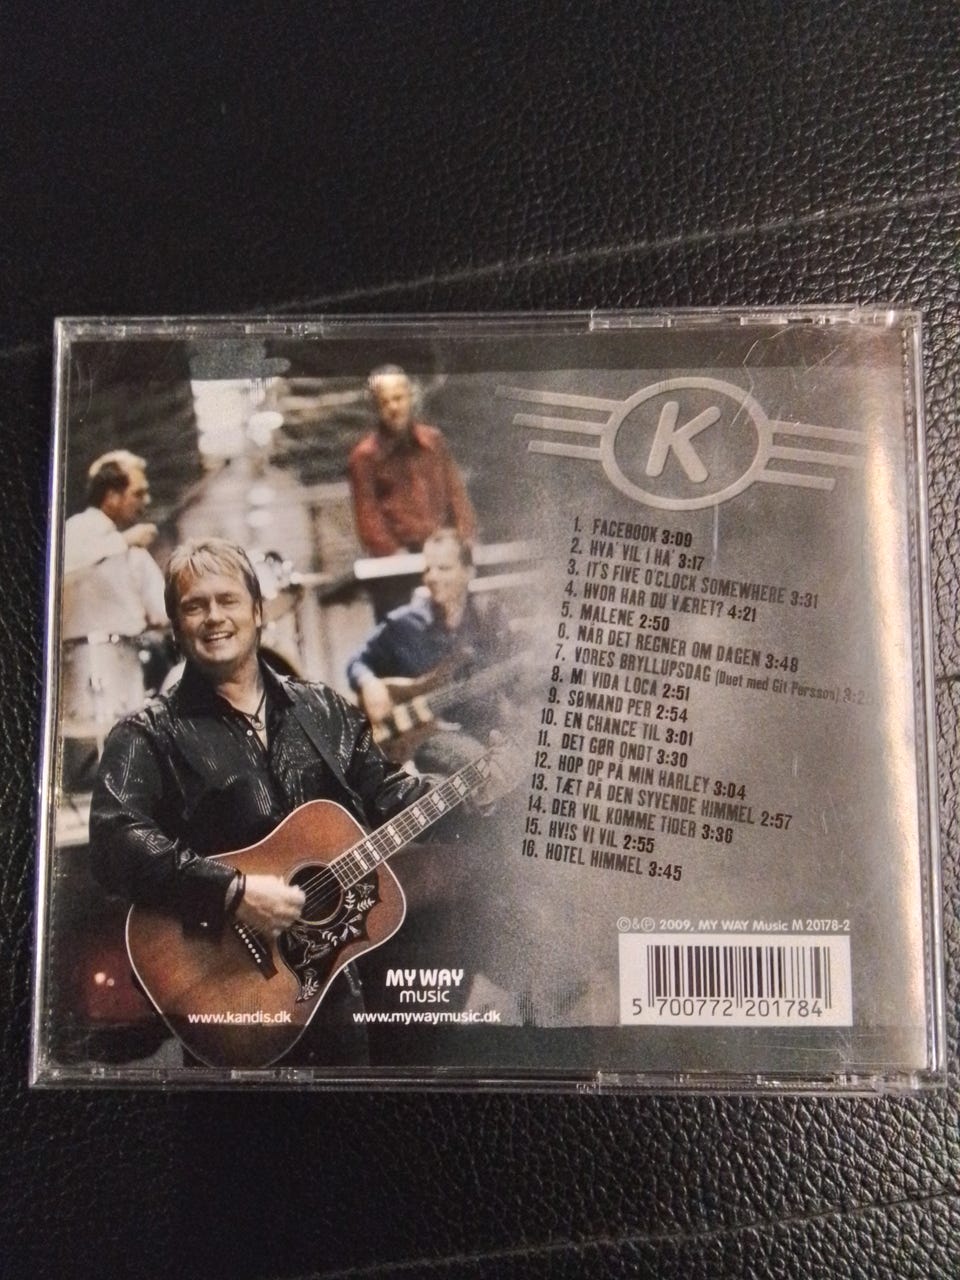 K
1. FACEBOOK 3:09
2. HVA' VIL I HA' 3:17
3. IT'S FIVE O'CLOCK SOMEWHERE 3:31
4. HVOR HAR DU VÆRET? 4:21
5. MALENE 2:50
6. NÅR DET REGNER OM DAGEN 3:48
7. VORES BRYLLUPSDAG (Duet med Git Persson)
8. MI VIDA LOCA 2:51
9. SØMAND PER 2:54
10. EN CHANCE TIL 3:01
11. DET GØR ONDT 3:30
12. HOP OP PÅ MIN HARLEY 3:04
13. TÆT PÅ DEN SYVENDE HIMMEL 2:57
14. DER VIL KOMME TIDER 3:36
15. HVIS VI VIL 2:55
16. HOTEL HIMMEL 3:45
©&℗ 2009, MY WAY Music M 20178-2
5 700772 201784
MY WAY
music
www.kandis.dk
www.mywaymusic.dk